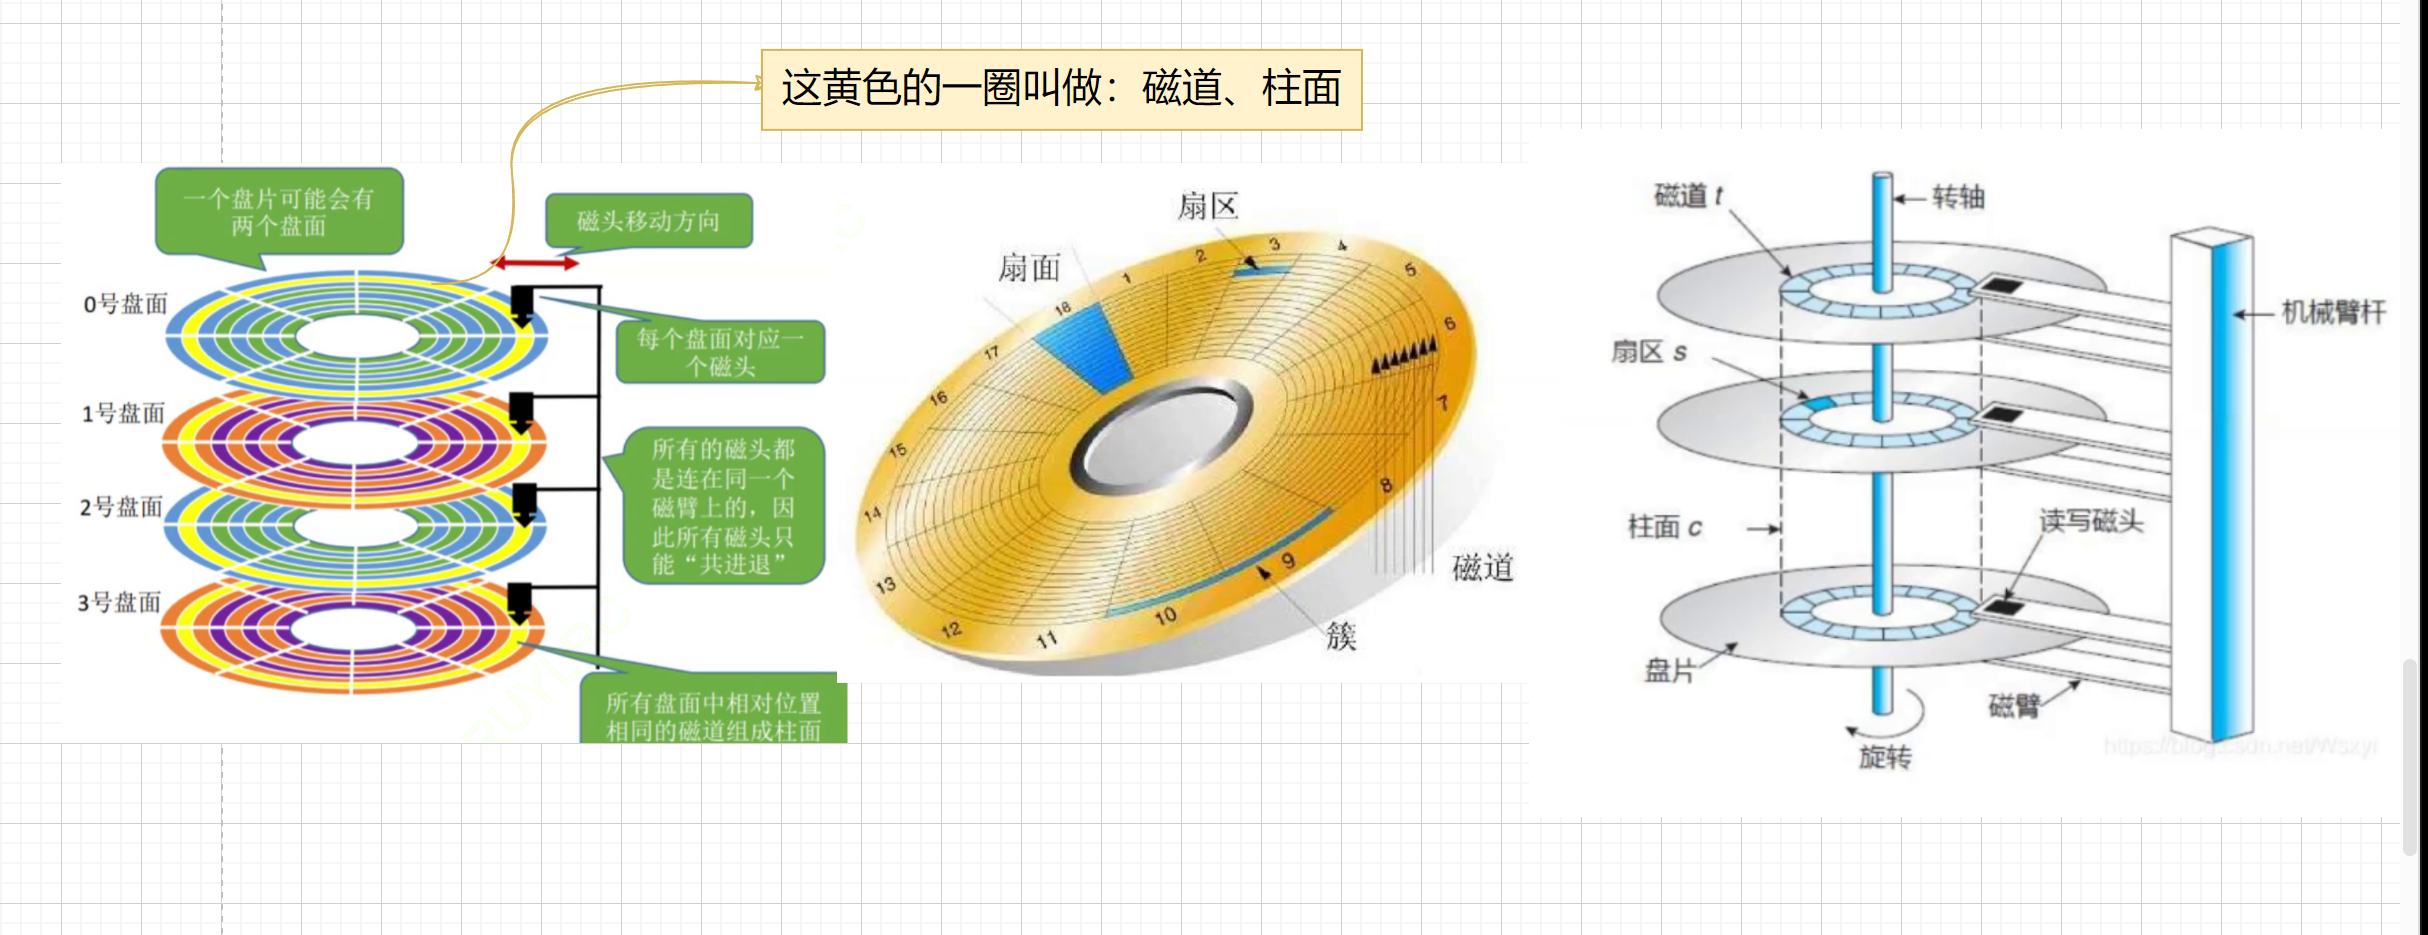 这黄色的一圈叫做：磁道、柱面
一个盘片可能会有
两个盘面
磁头移动方向
0号盘面
每个盘面对应一
个磁头
1号盘面
所有的磁头都
是连在同一个
磁臂上的，因
此所有磁头只
能“共进退”
2号盘面
3号盘面
所有盘面中相对位置
相同的磁道组成柱面
扇区
扇面
1
2
3
4
5
6
7
8
9
10
11
12
13
14
15
16
17
18
磁道
簇
磁道 t
转轴
机械臂杆
扇区 s
柱面 c
读写磁头
盘片
磁臂
旋转
https://blog.csdn.net/Wsxyi